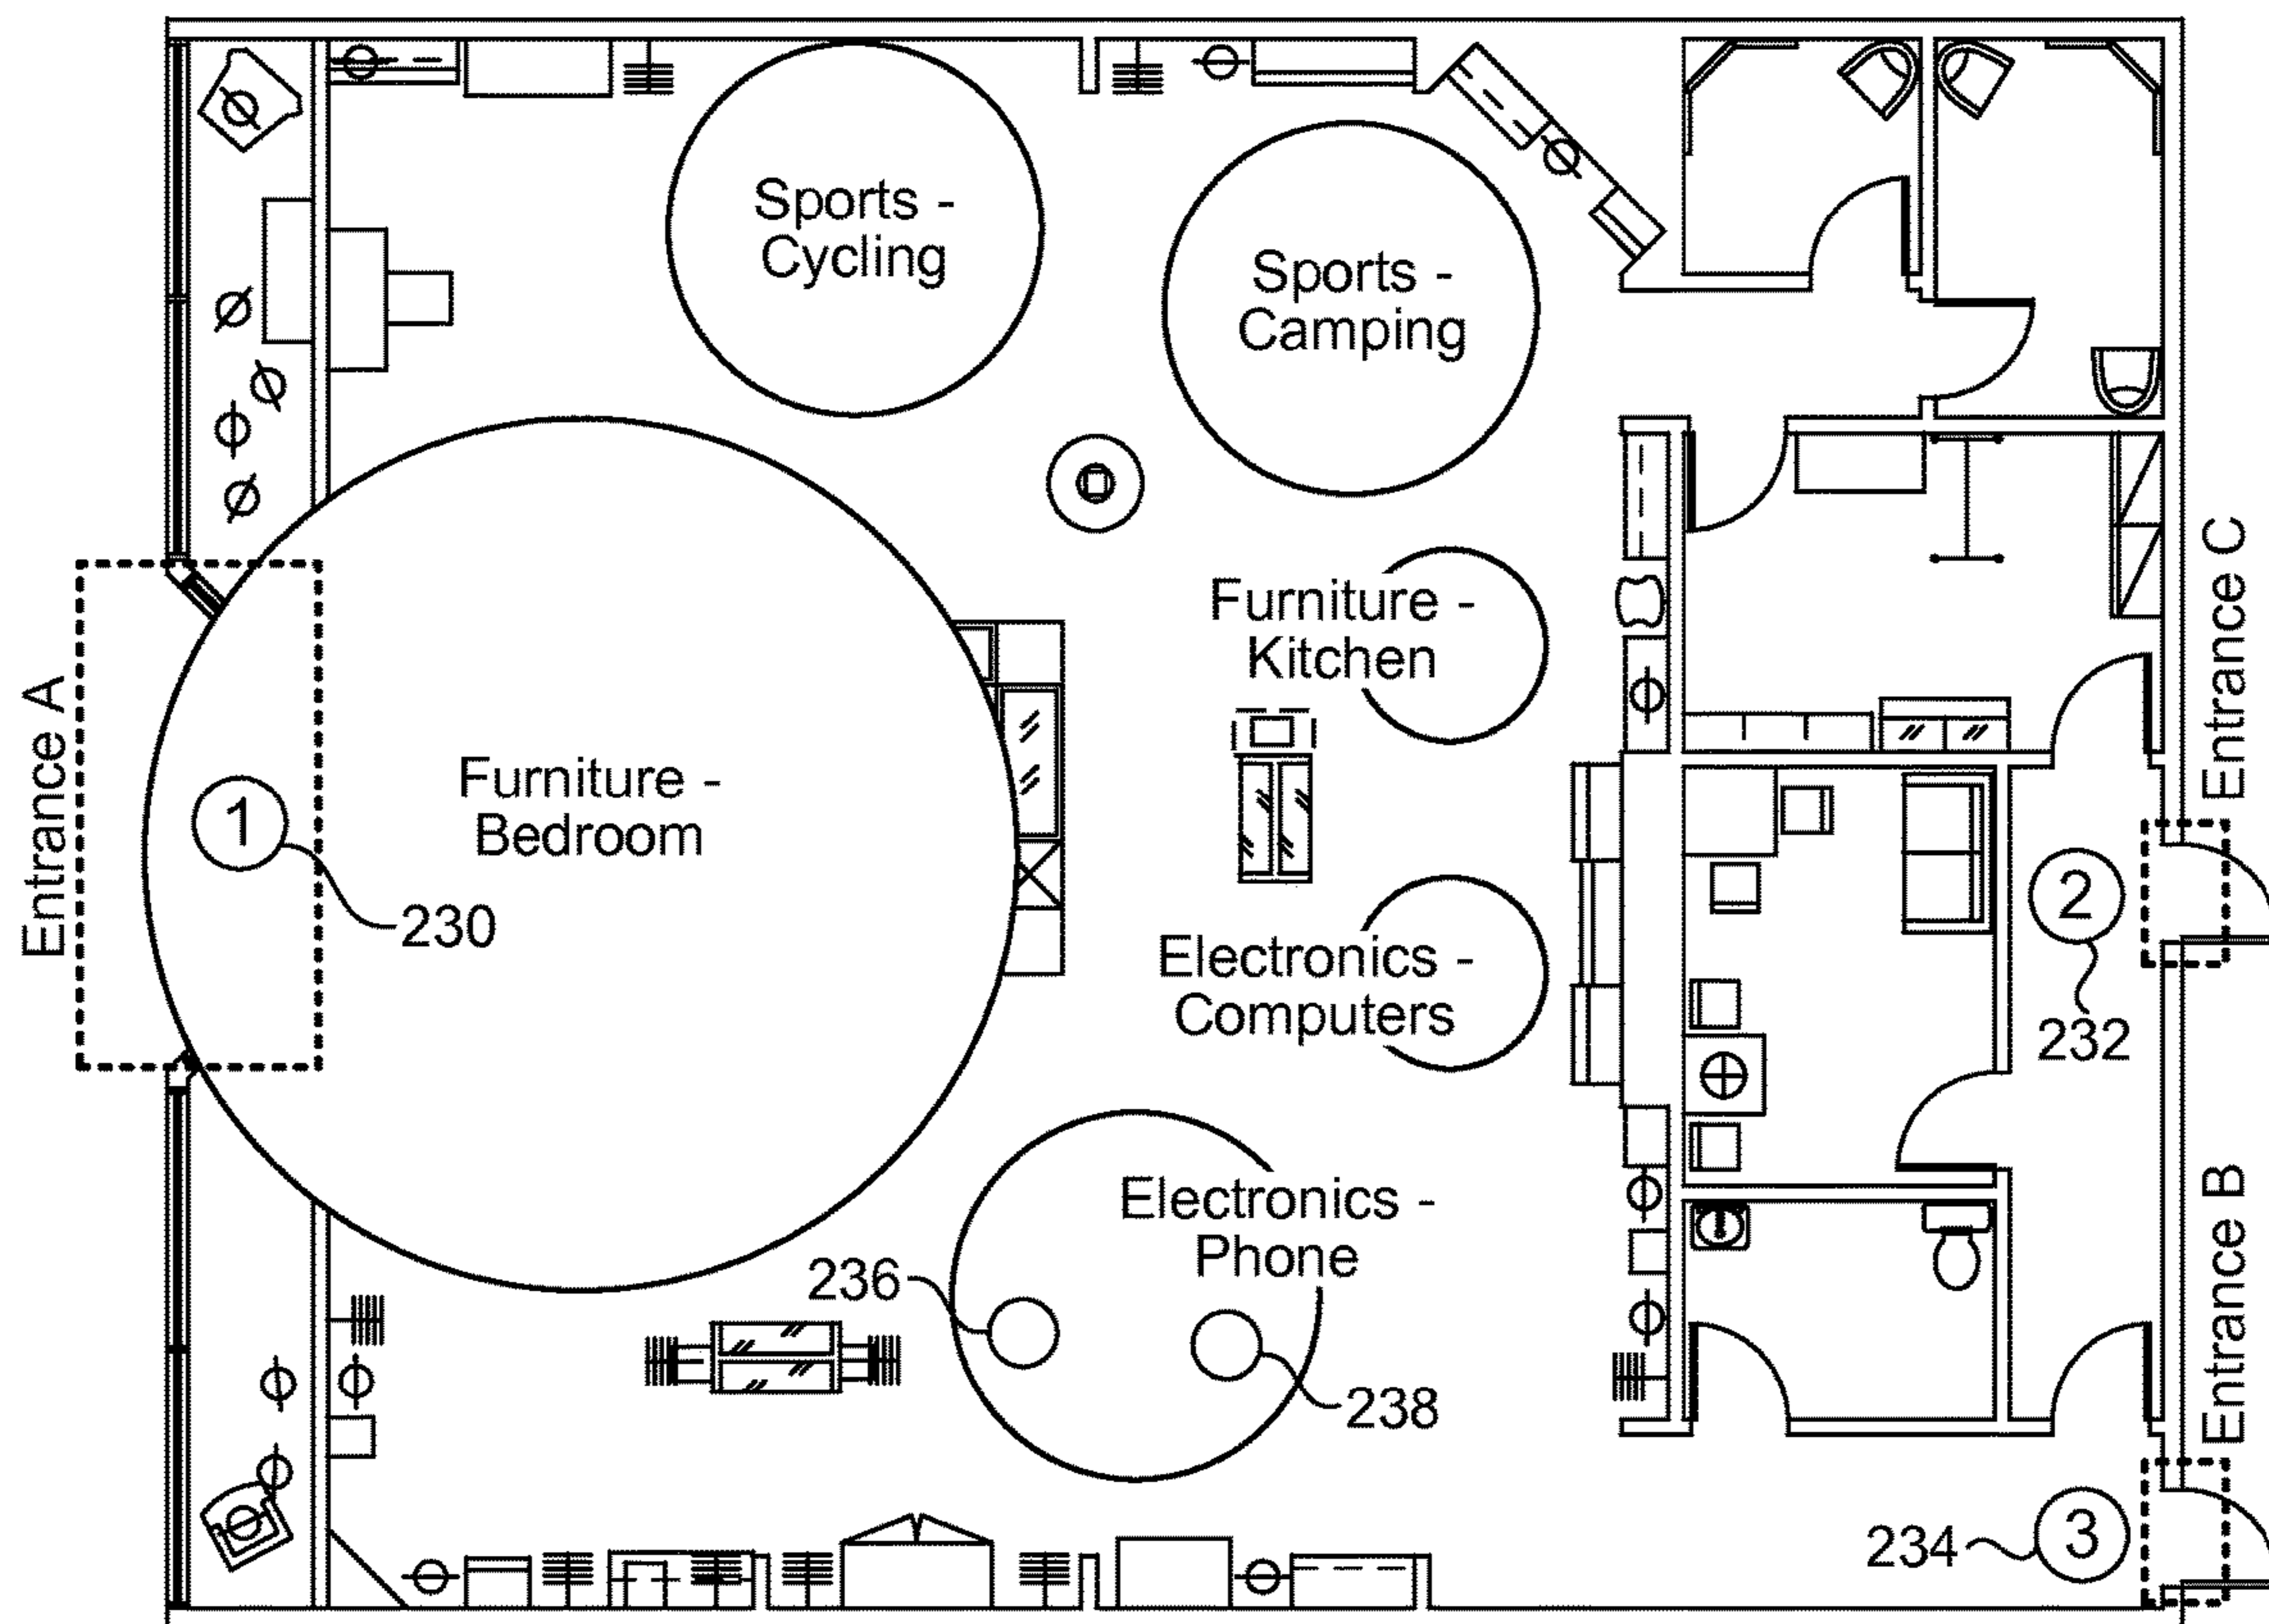 Sports -
Cycling
Sports -
Camping
Furniture -
Kitchen
Entrance C
Entrance A
1
Furniture -
Bedroom
230
2
232
Electronics -
Computers
Electronics -
Phone
236
238
Entrance B
3
234